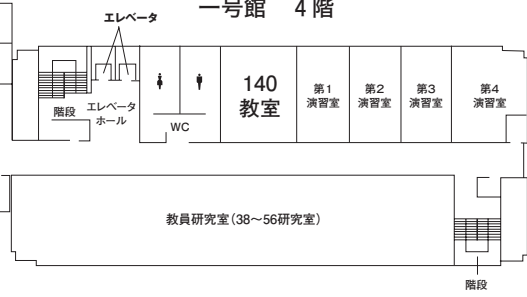 一号館 4階
エレベータ
階段
エレベータ
ホール
WC
140
教室
第1
演習室
第2
演習室
第3
演習室
第4
演習室
教員研究室(38～56研究室)
階段